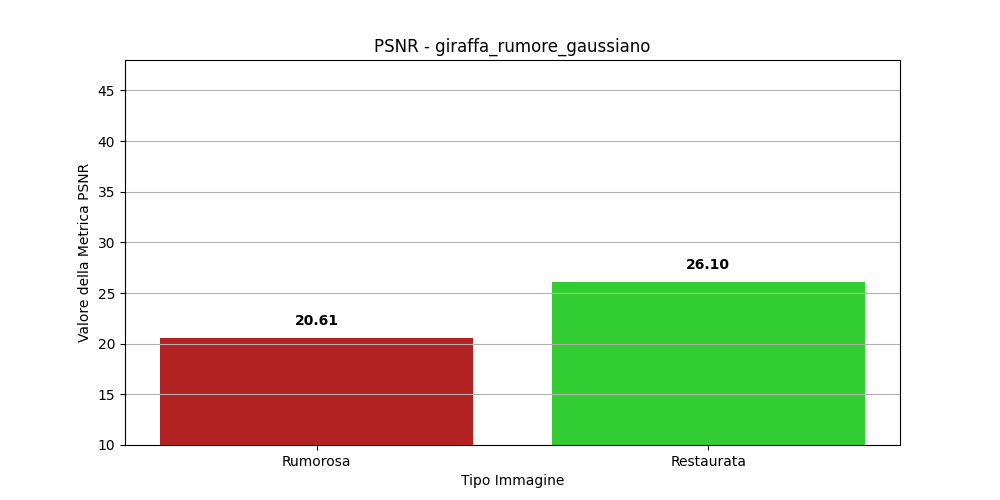 PSNR - giraffa_rumore_gaussiano
Valore della Metrica PSNR
45
40
35
30
25
20
15
10
26.10
20.61
Rumorosa
Restaurata
Tipo Immagine